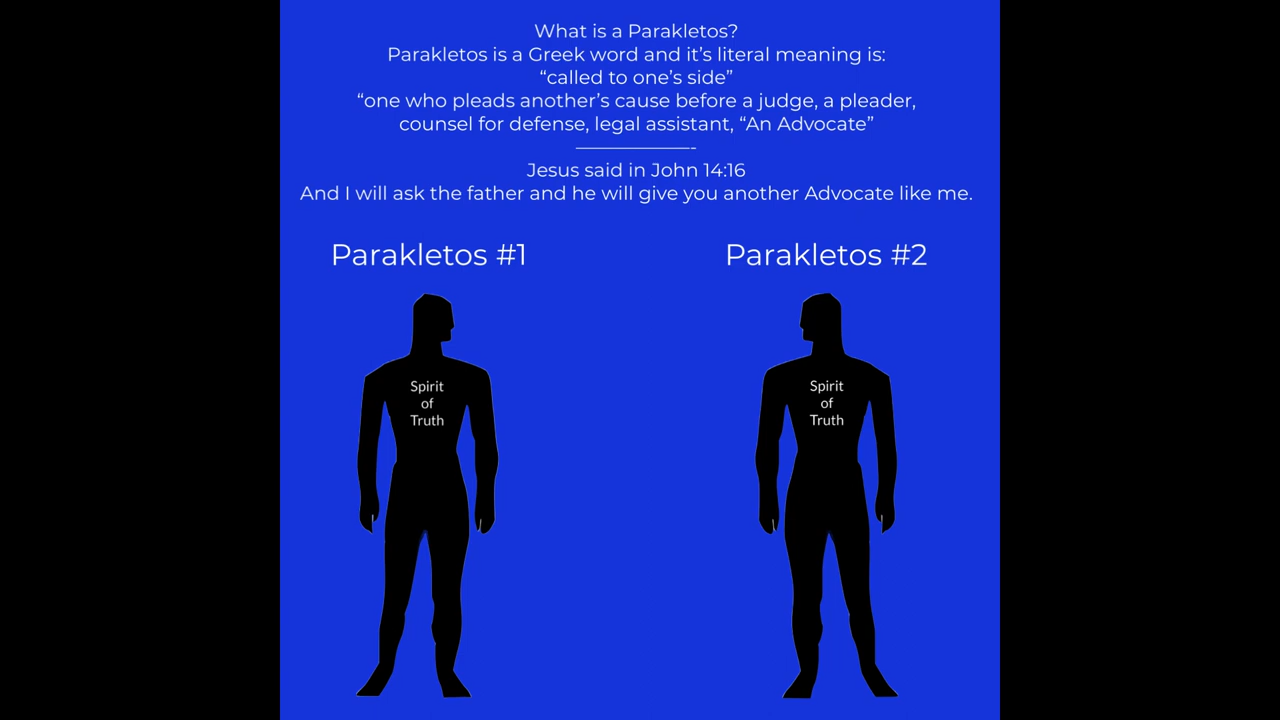 What is a Parakletos?
Parakletos is a Greek word and it's literal meaning is:
“called to one’s side”
“one who pleads another’s cause before a judge, a pleader,
counsel for defense, legal assistant, “An Advocate”
———————-
Jesus said in John 14:16
And I will ask the father and he will give you another Advocate like me.
Parakletos #1
Parakletos #2
Spirit
of
Truth
Spirit
of
Truth